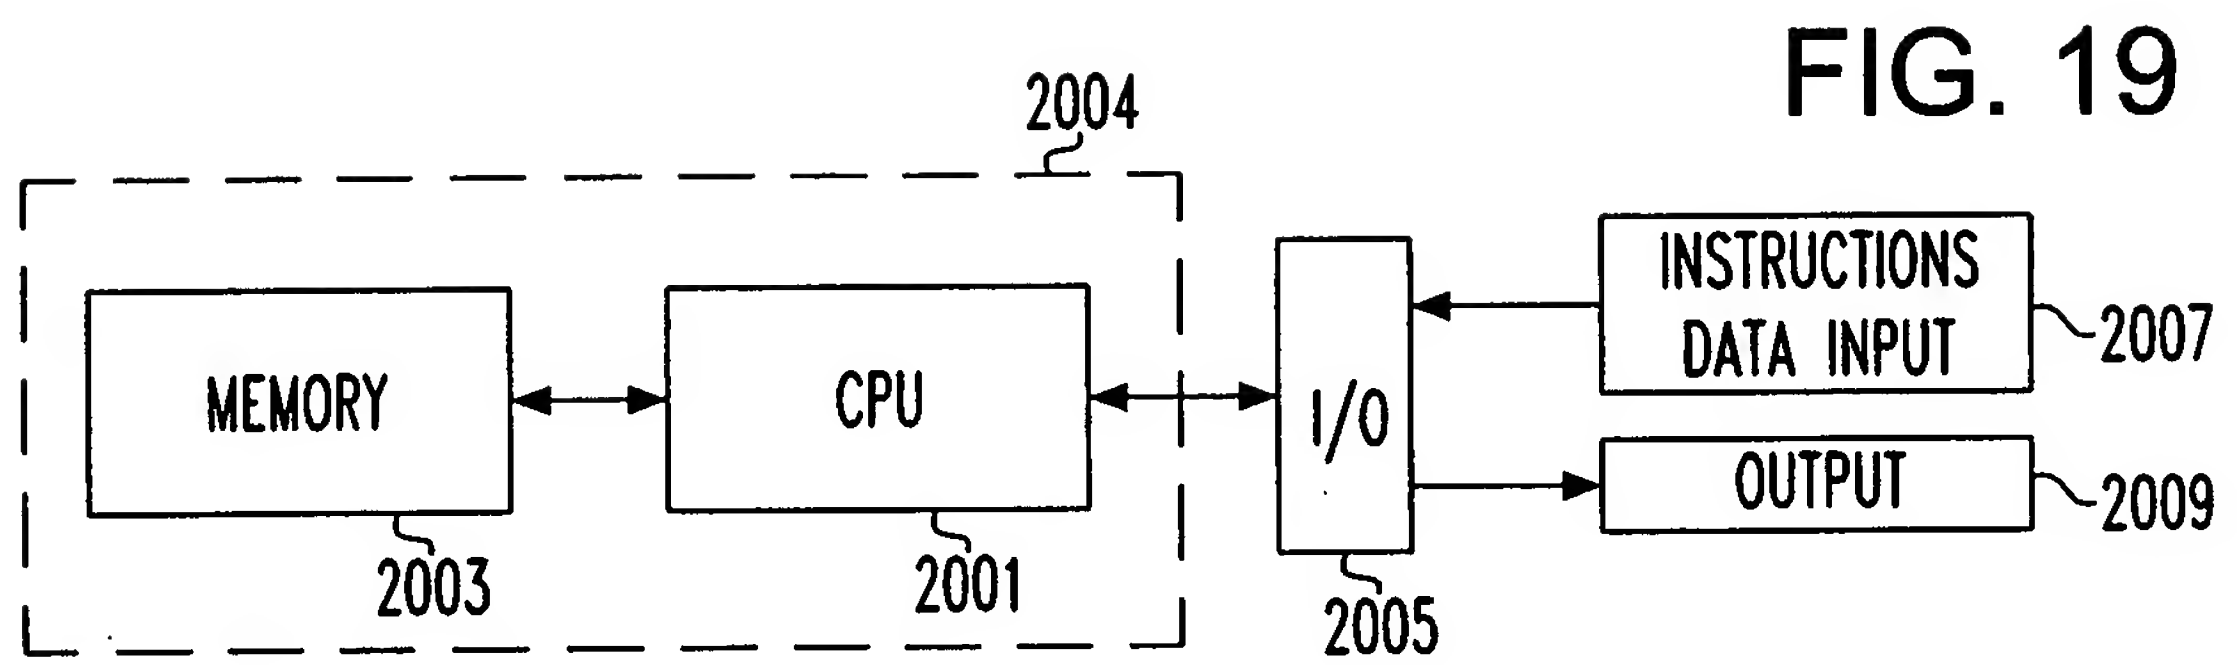 FIG. 19
2004
MEMORY
CPU
I/O
INSTRUCTIONS
DATA INPUT
OUTPUT
2007
2009
2003
2001
2005